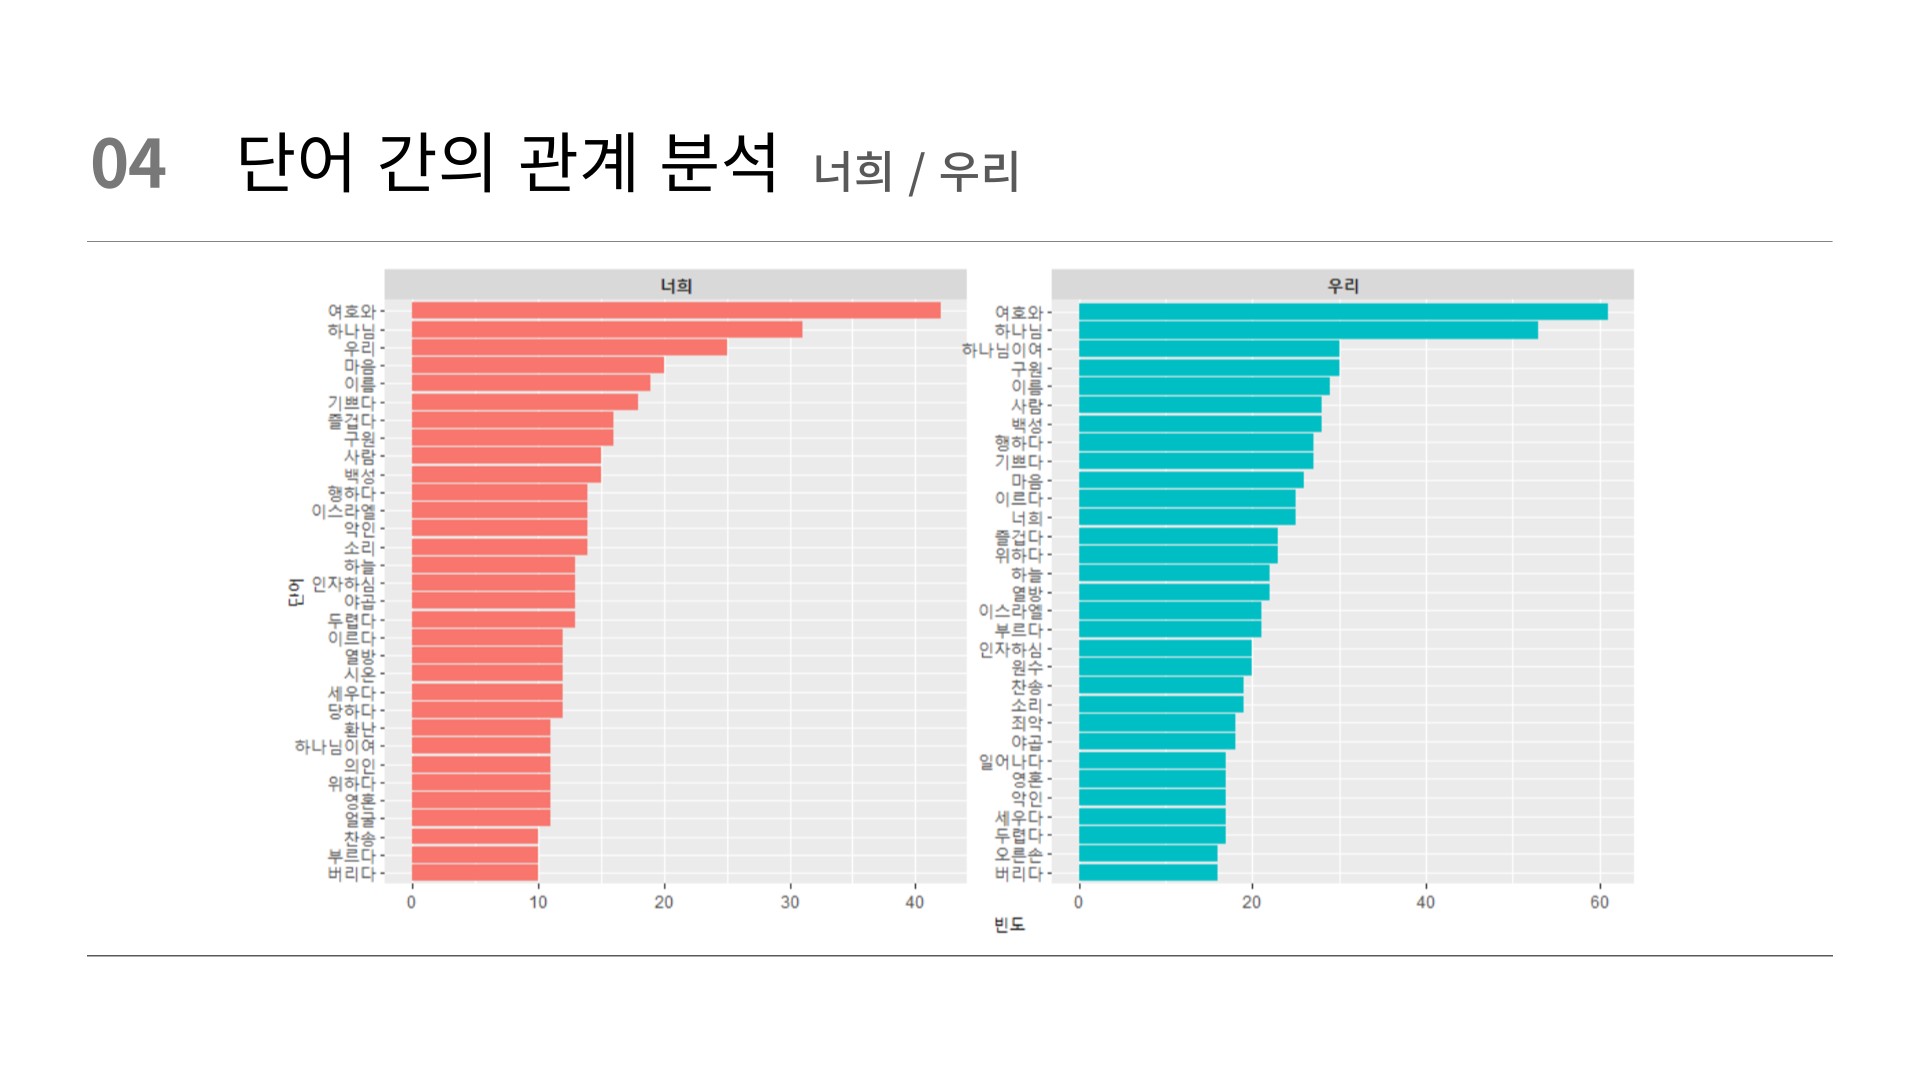 04 단어 간의 관계 분석 너희 / 우리
너희
여호와
하나님
우리
마음
이름
기쁘다
즐겁다
구원
사람
백성
행하다
이스라엘
악인
소리
하늘
인자하심
야곱
두렵다
이르다
열방
시온
세우다
당하다
환난
하나님이여
의인
위하다
영혼
얼굴
찬송
부르다
버리다
0 10 20 30 40
단어
우리
여호와
하나님
하나님이여
구원
이름
사람
백성
행하다
기쁘다
마음
이르다
너희
즐겁다
위하다
하늘
열방
이스라엘
부르다
인자하심
원수
찬송
소리
죄악
야곱
일어나다
영혼
악인
세우다
두렵다
오른손
버리다
0 20 40 60
빈도